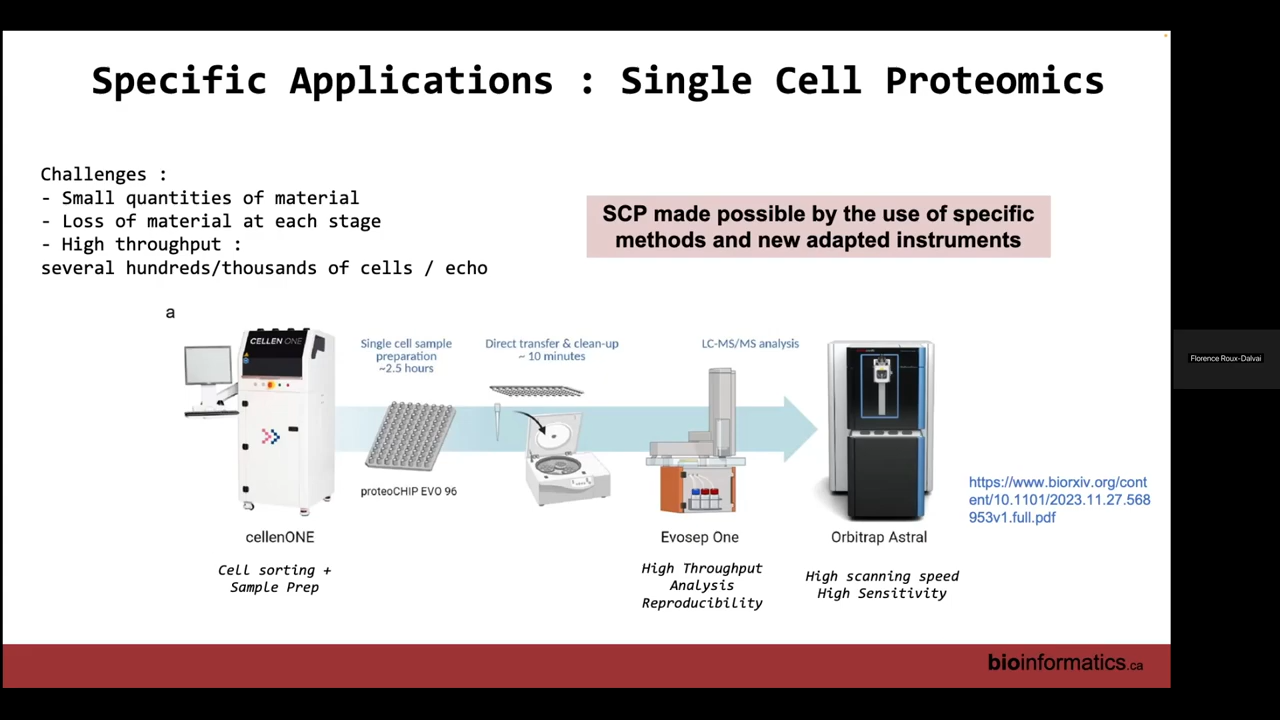 Specific Applications : Single Cell Proteomics
Challenges :
- Small quantities of material
- Loss of material at each stage
- High throughput :
several hundreds/thousands of cells / echo
SCP made possible by the use of specific
methods and new adapted instruments
a
CELLEN ONE
Single cell sample
preparation
~2.5 hours
Direct transfer & clean-up
~ 10 minutes
LC-MS/MS analysis
proteoCHIP EVO 96
cellenONE
Evosep One
Orbitrap Astral
Cell sorting +
Sample Prep
High Throughput
Analysis
Reproducibility
High scanning speed
High Sensitivity
https://www.biorxiv.org/cont
ent/10.1101/2023.11.27.568
953v1.full.pdf
Florence Roux-Dalvai
bioinformatics.ca